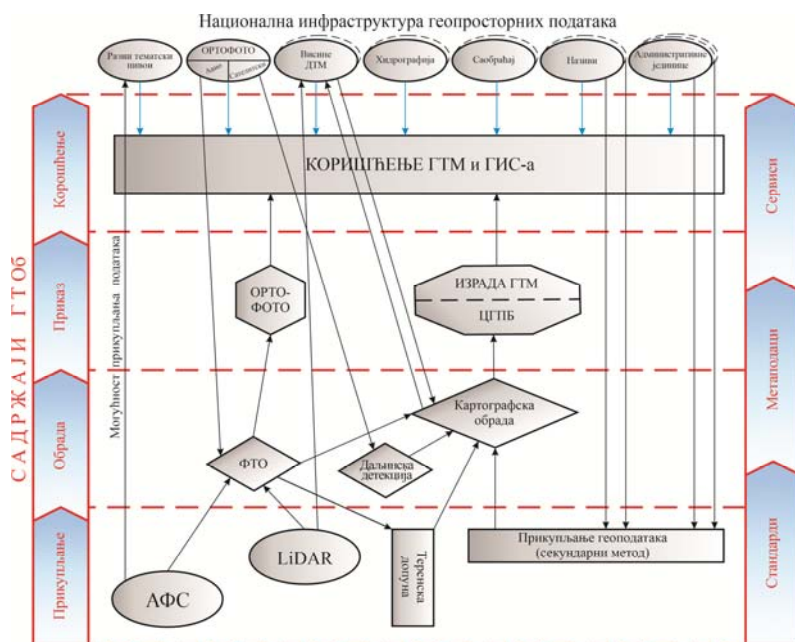 Национална инфраструктура геопросторних података
Разни тематски
нивои
ОРТОФОТО
Авио
Сателитски
Висине
ДТМ
Хидрографија
Саобраћај
Називи
Административне
јединице
КОРИШЋЕЊЕ ГТМ и ГИС-а
Корошћење
Приказ
Обрада
Прикупљање
САДРЖАЈИ ГТОб
Могућност прикупљања података
ОРТО-
ФОТО
ИЗРАДА ГТМ
ЦГПБ
Картографска
обрада
ФТО
Даљинска
детекција
АФС
LiDAR
Теренска
допуна
Прикупљање геоподатака
(секундарни метод)
Сервиси
Метаподаци
Стандарди